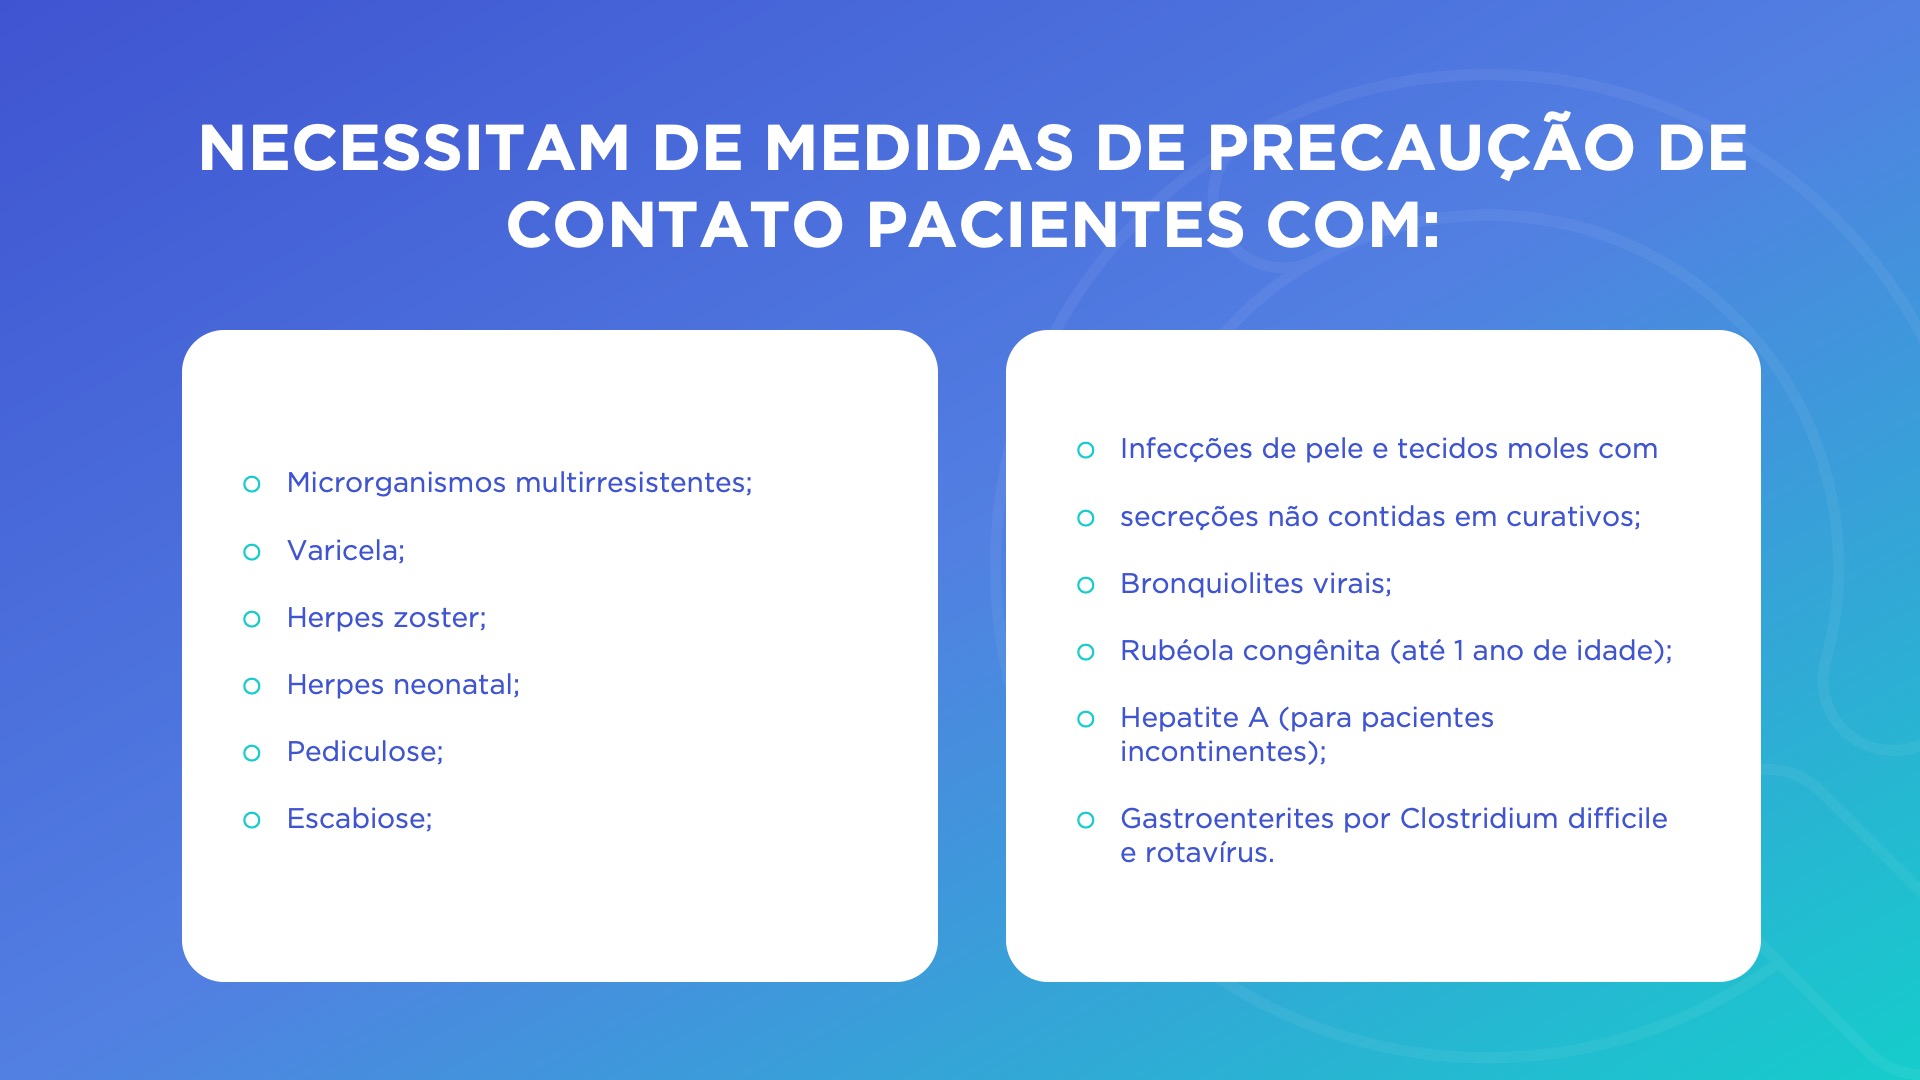 NECESSITAM DE MEDIDAS DE PRECAUÇÃO DE
CONTATO PACIENTES COM:
Microrganismos multirresistentes;
Varicela;
Herpes zoster;
Herpes neonatal;
Pediculose;
Escabiose;
Infecções de pele e tecidos moles com
secreções não contidas em curativos;
Bronquiolites virais;
Rubéola congênita (até 1 ano de idade);
Hepatite A (para pacientes
incontinentes);
Gastroenterites por Clostridium difficile
e rotavírus.